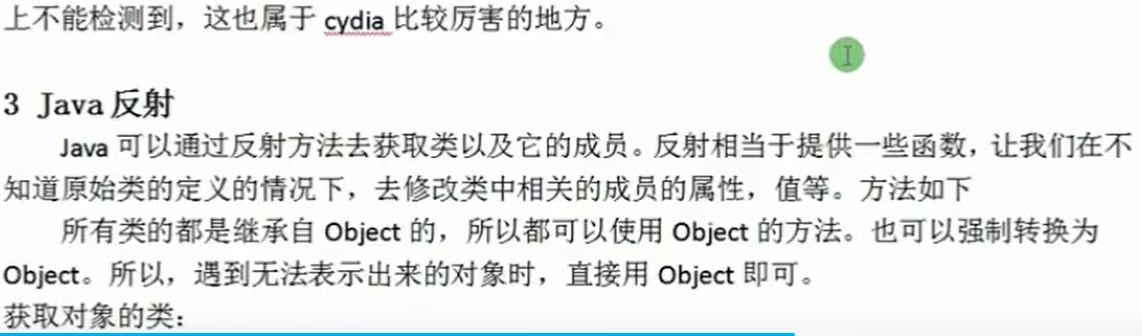 上不能检测到，这也属于 cydia 比较厉害的地方。
3 Java 反射
Java 可以通过反射方法去获取类以及它的成员。反射相当于提供一些函数，让我们在不
知道原始类的定义的情况下，去修改类中相关的成员的属性，值等。方法如下
所有类的都是继承自 Object 的，所以都可以使用 Object 的方法。也可以强制转换为
Object。所以，遇到无法表示出来的对象时，直接用 Object 即可。
获取对象的类：